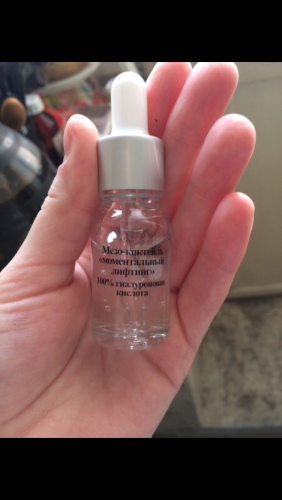 Мезо-коктейль
«моментальный
лифтинг»
100% гиалуроновая
кислота